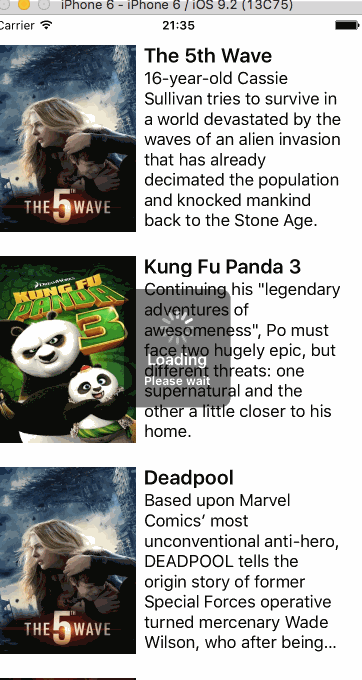 iPhone 6 - iPhone 6 / iOS 9.2 (13C75)
Carrier 21:35
The 5th Wave
16-year-old Cassie
Sullivan tries to survive in
a world devastated by the
waves of an alien invasion
that has already
decimated the population
and knocked mankind
back to the Stone Age.
THE 5TH WAVE
Kung Fu Panda 3
Continuing his "legendary
adventures of
awesomeness", Po must
face two hugely epic, but
different threats: one
supernatural and the
other a little closer to his
home.
DREAMWORKS
KUNG FU
PANDA
3
Loading
Please wait
Deadpool
Based upon Marvel
Comics’ most
unconventional anti-hero,
DEADPOOL tells the
origin story of former
Special Forces operative
turned mercenary Wade
Wilson, who after being...
THE 5TH WAVE